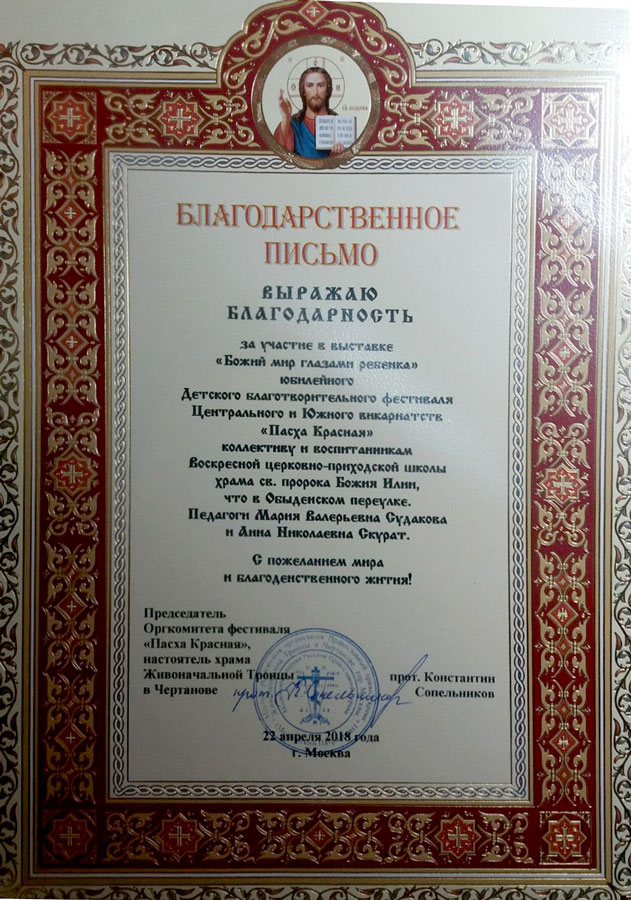 БЛАГОДАРСТВЕННОЕ
ПИСЬМО
ВЫРАЖАЮ
БЛАГОДАРНОСТЬ
за участие в выставке
«Божий мир глазами ребенка»
юбилейного
Детского благотворительного фестиваля
Центрального и Южного викариатств
«Пасха Красная»
коллективу и воспитанникам
Воскресной церковно-приходской школы
храма св. пророка Божия Илии,
что в Обыденском переулке.
Педагоги Мария Валерьевна Судакова
и Анна Николаевна Скурат.
С пожеланием мира
и благоденственного жития!
Председатель
Оргкомитета фестиваля
«Пасха Красная»,
настоятель храма
Живоначальной Троицы
в Чертанове
прот. Константин
Сопельников
22 апреля 2018 года
г. Москва